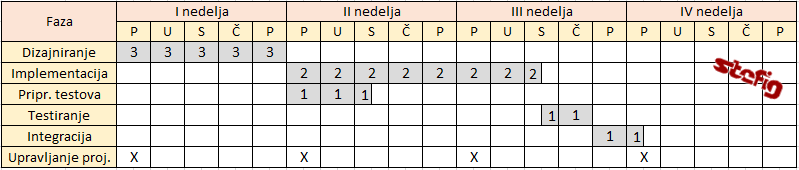 Faza I nedelja II nedelja III nedelja IV nedelja
P U S Č P P U S Č P P U S Č P P U S Č P
Dizajniranje 3 3 3 3 3
Implementacija 2 2 2 2 2 2 2 2
Pripr. testova 1 1 1
Testiranje 1 1
Integracija 1 1
Upravljanje proj. X X X X
stefig